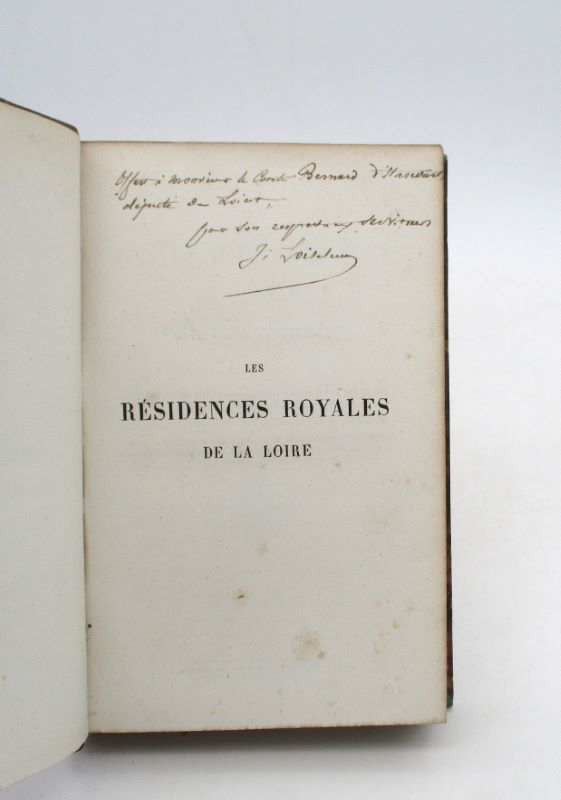 Offert à monsieur le Comte Bernard d'Harcourt,
député du Loiret,
par son respectueux serviteur
J. Loiseleur
LES
RÉSIDENCES ROYALES
DE LA LOIRE